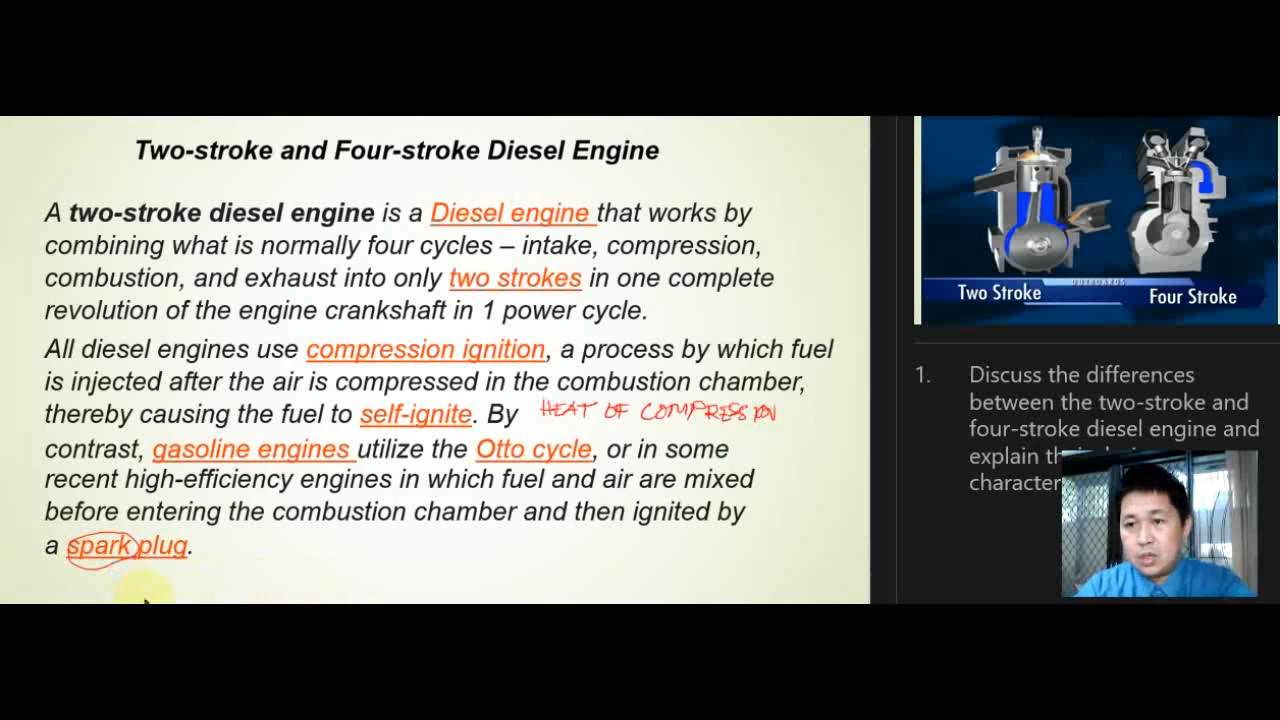 Two-stroke and Four-stroke Diesel Engine
A two-stroke diesel engine is a Diesel engine that works by
combining what is normally four cycles – intake, compression,
combustion, and exhaust into only two strokes in one complete
revolution of the engine crankshaft in 1 power cycle.
All diesel engines use compression ignition, a process by which fuel
is injected after the air is compressed in the combustion chamber,
thereby causing the fuel to self-ignite. By HEAT OF COMPRESSION
contrast, gasoline engines utilize the Otto cycle, or in some
recent high-efficiency engines in which fuel and air are mixed
before entering the combustion chamber and then ignited by
a spark plug.
OUTBOARDS
Two Stroke
Four Stroke
1. Discuss the differences
between the two-stroke and
four-stroke diesel engine and
explain
character